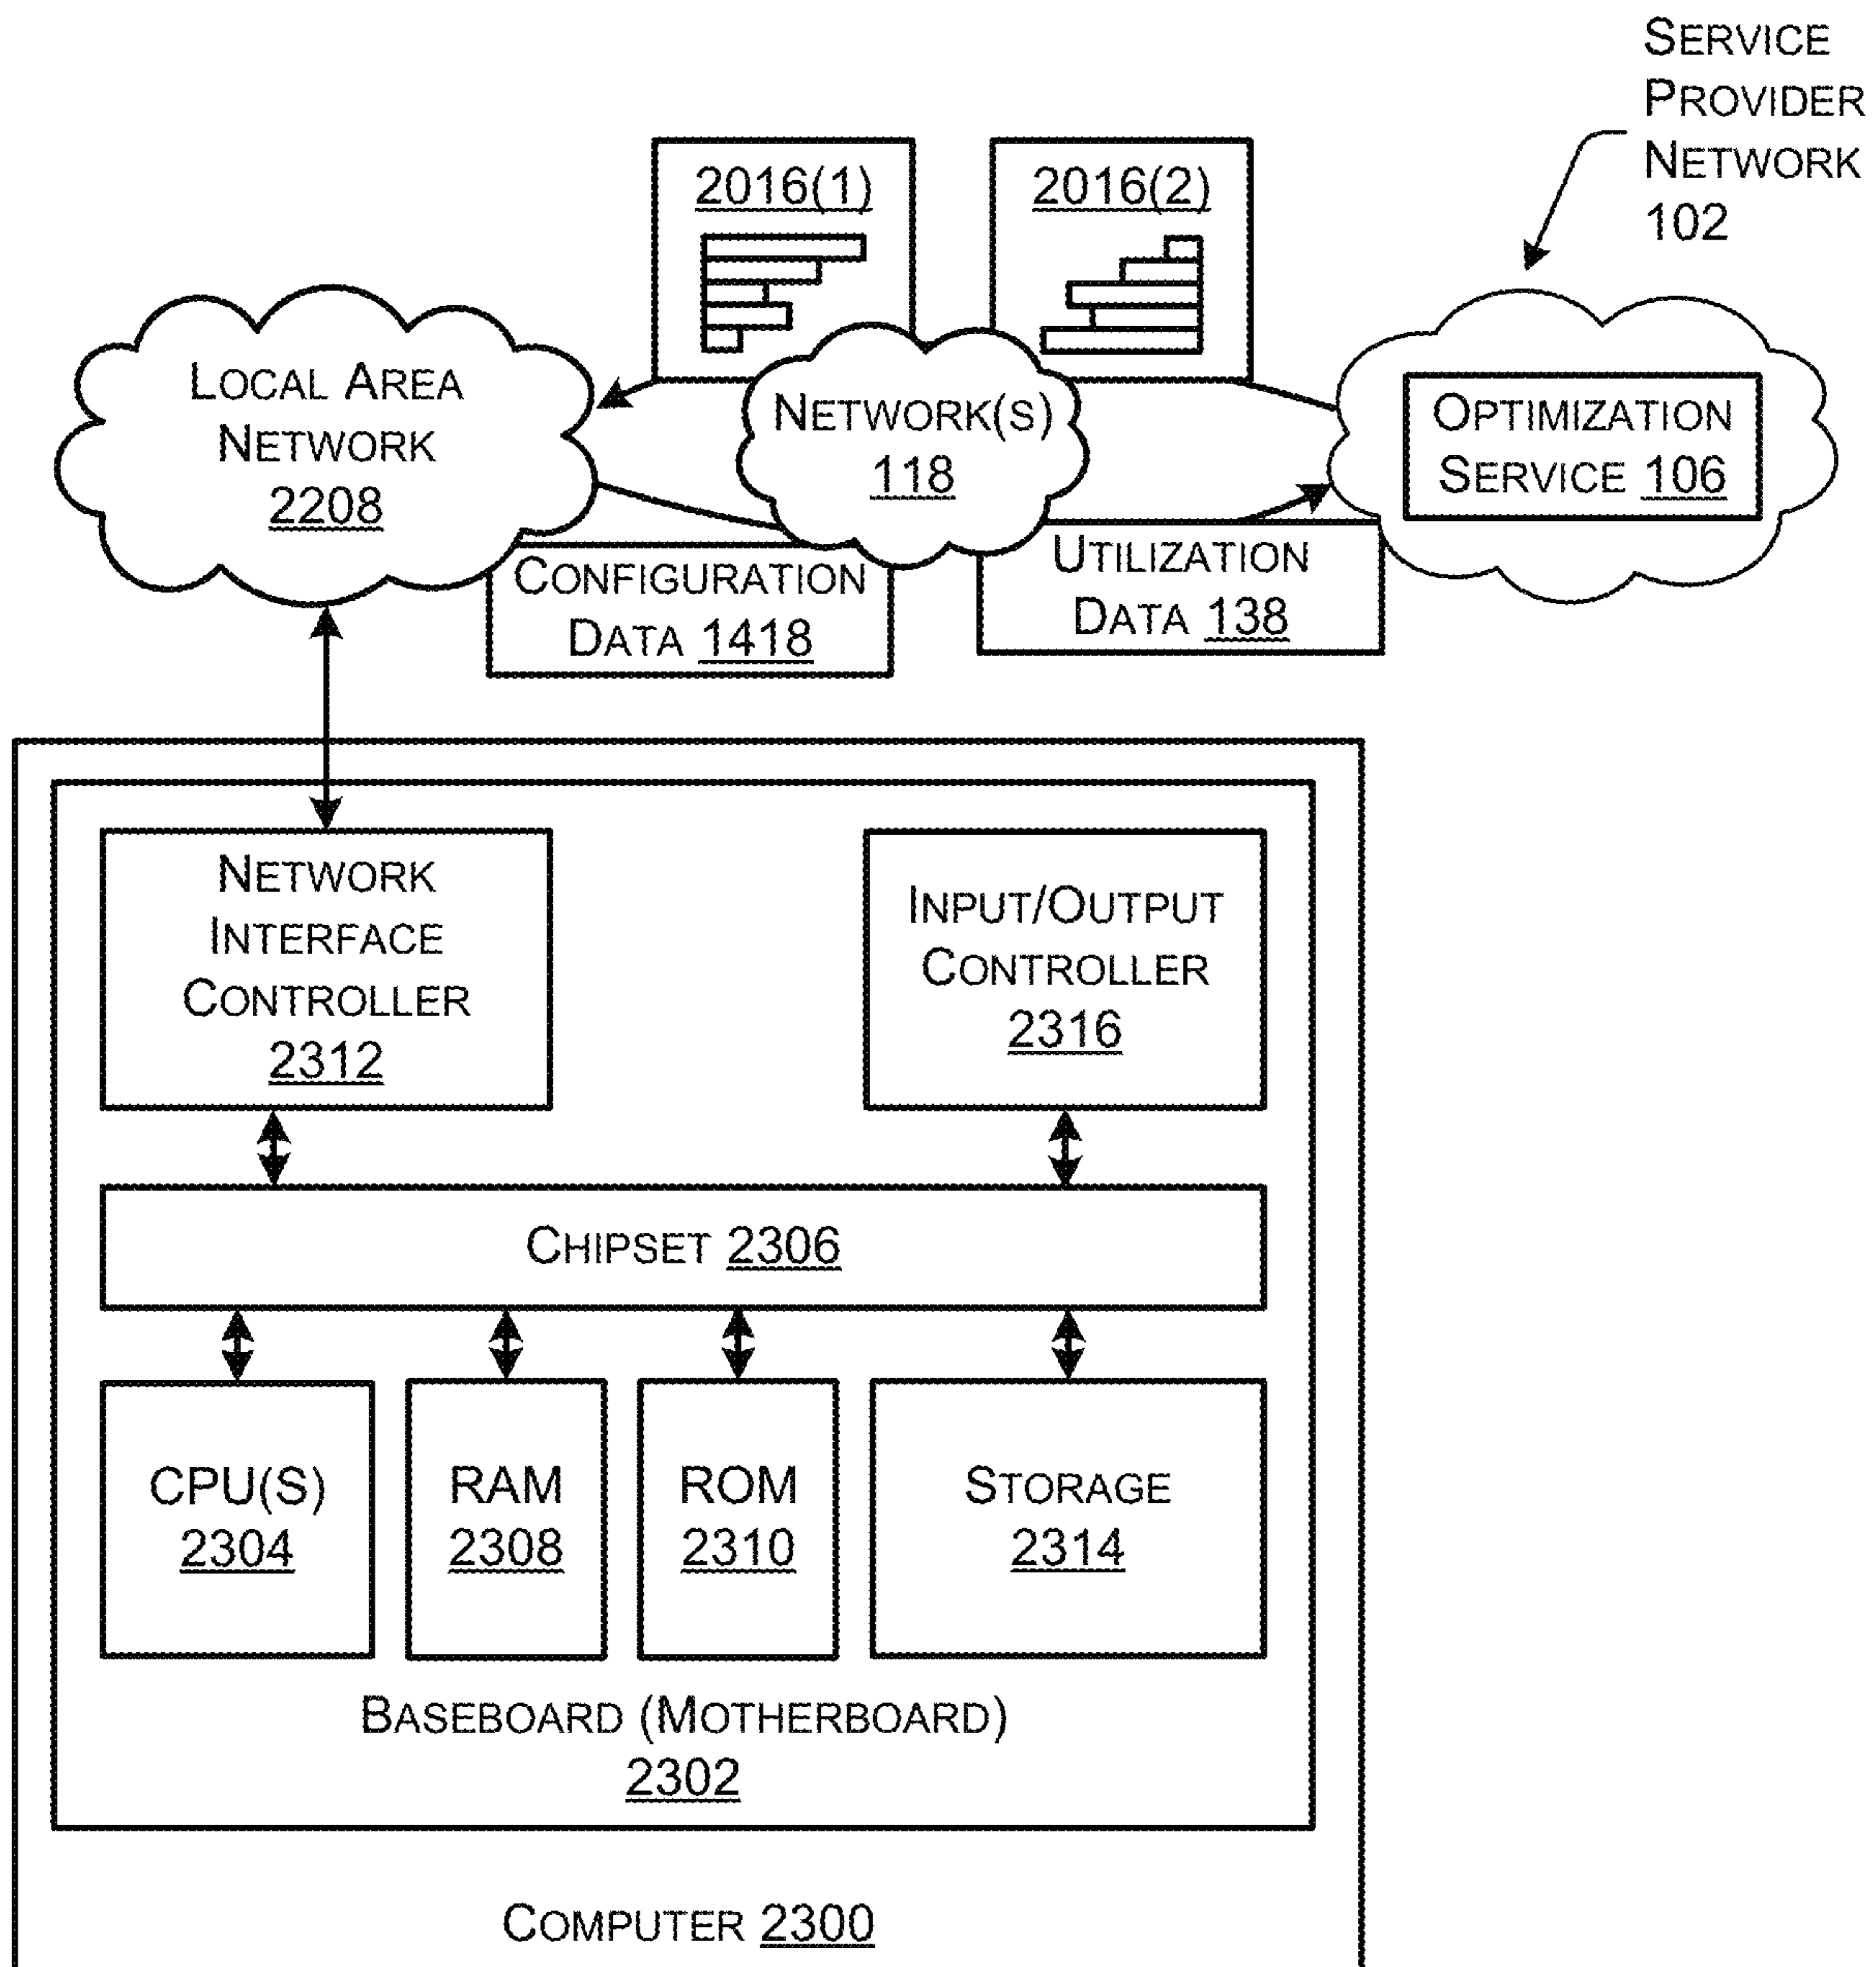 SERVICE
PROVIDER
NETWORK
102
2016(1)
2016(2)
LOCAL AREA
NETWORK
2208
NETWORK(S)
118
OPTIMIZATION
SERVICE 106
CONFIGURATION
DATA 1418
UTILIZATION
DATA 138
NETWORK
INTERFACE
CONTROLLER
2312
INPUT/OUTPUT
CONTROLLER
2316
CHIPSET 2306
CPU(S)
2304
RAM
2308
ROM
2310
STORAGE
2314
BASEBOARD (MOTHERBOARD)
2302
COMPUTER 2300